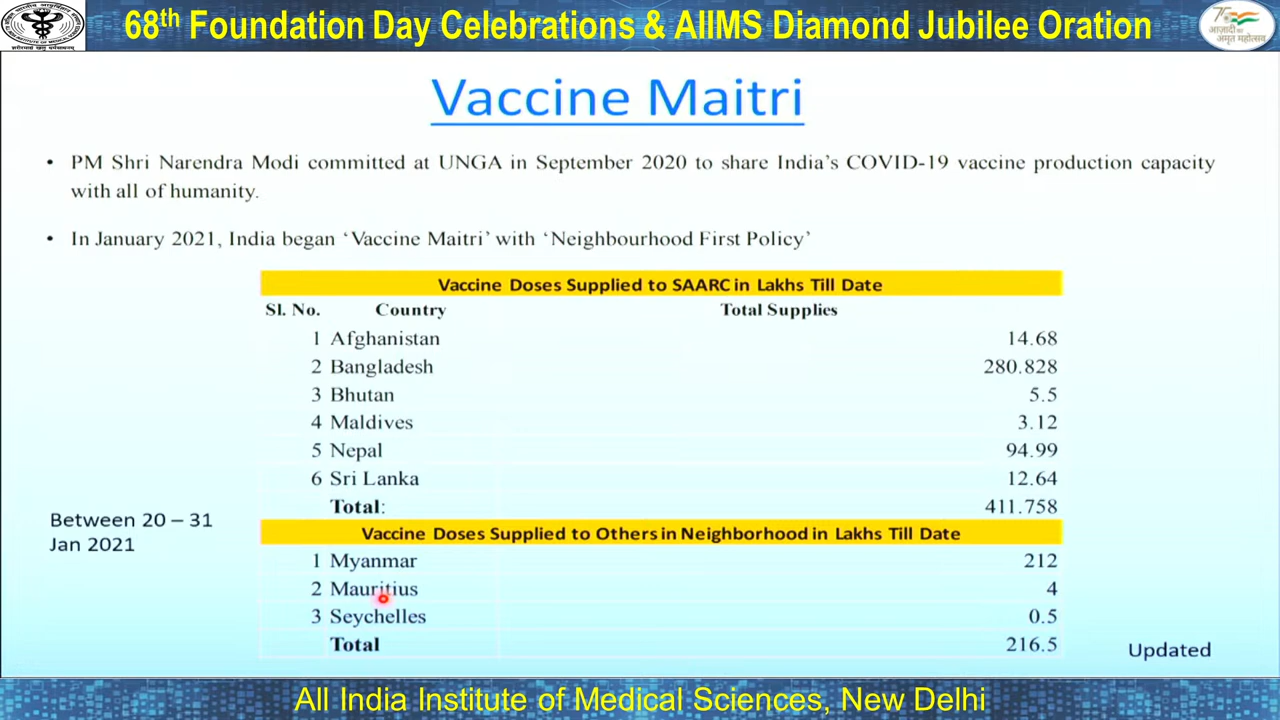 68th Foundation Day Celebrations & AIIMS Diamond Jubilee Oration
आज़ादी का
अमृत महोत्सव
Vaccine Maitri
• PM Shri Narendra Modi committed at UNGA in September 2020 to share India's COVID-19 vaccine production capacity
with all of humanity.
• In January 2021, India began ‘Vaccine Maitri’ with ‘Neighbourhood First Policy’
Vaccine Doses Supplied to SAARC in Lakhs Till Date
Sl. No. Country Total Supplies
1 Afghanistan 14.68
2 Bangladesh 280.828
3 Bhutan 5.5
4 Maldives 3.12
5 Nepal 94.99
6 Sri Lanka 12.64
Total: 411.758
Between 20 – 31
Jan 2021
Vaccine Doses Supplied to Others in Neighborhood in Lakhs Till Date
1 Myanmar 212
2 Mauritius 4
3 Seychelles 0.5
Total 216.5
Updated
All India Institute of Medical Sciences, New Delhi